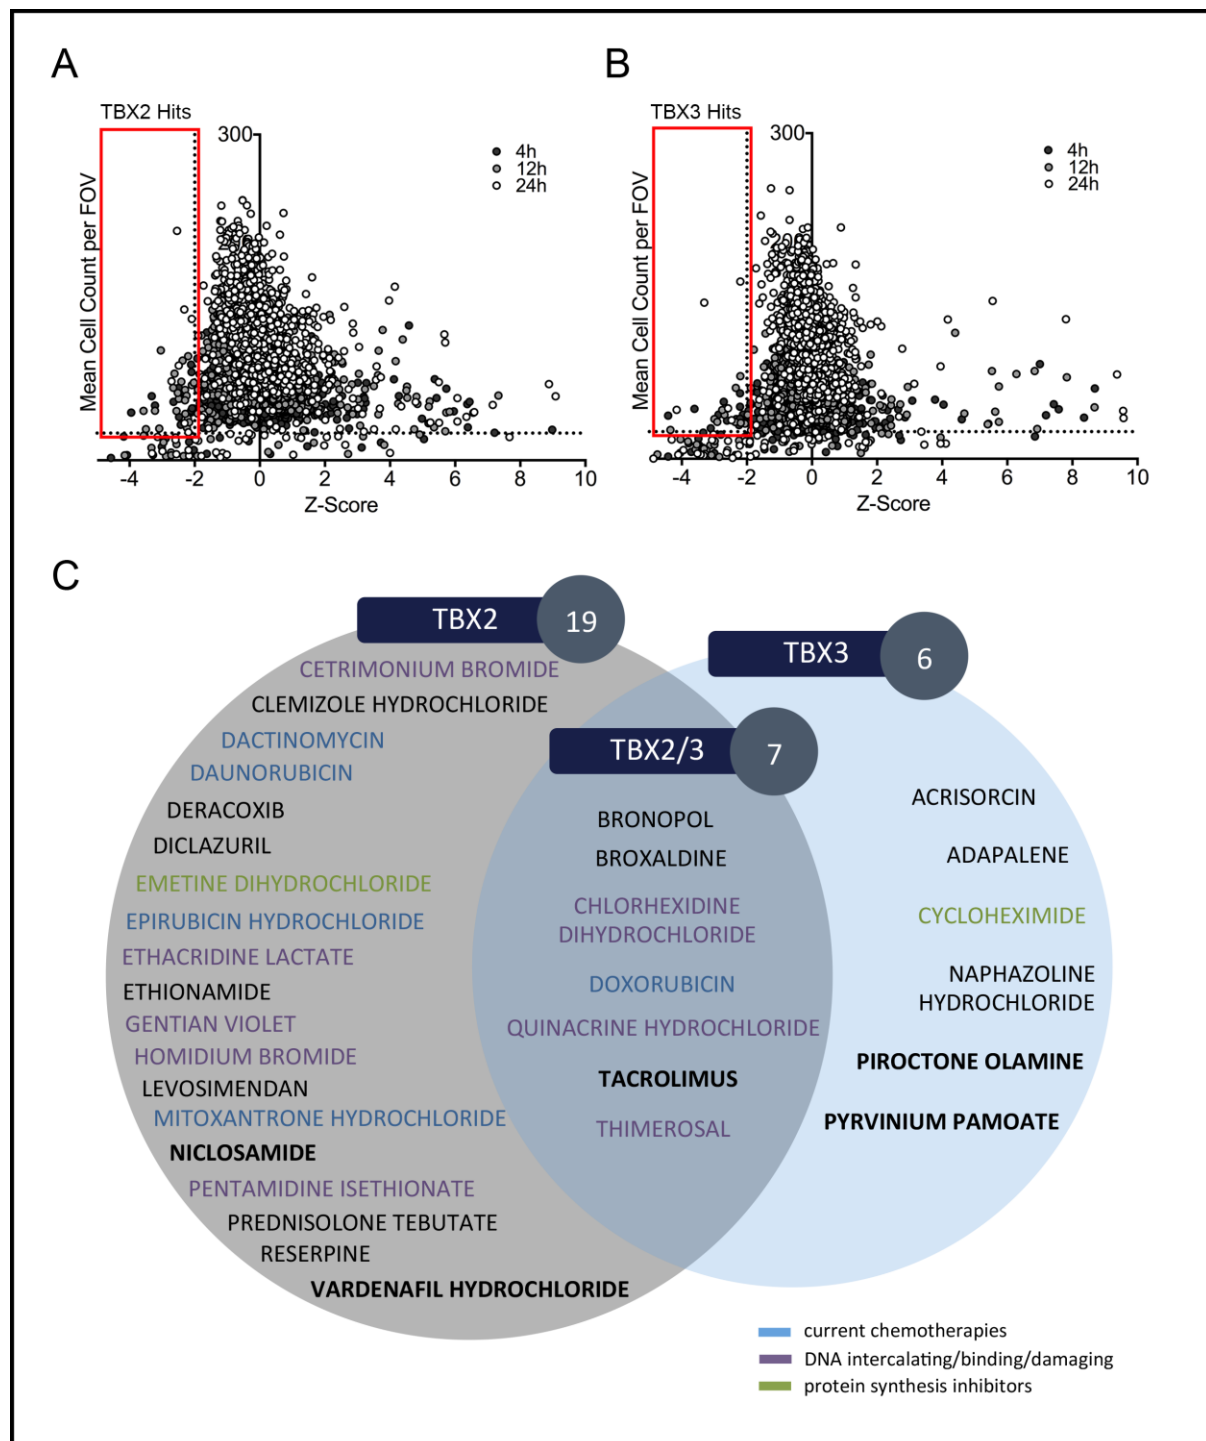 A
B
TBX2 Hits
TBX3 Hits
300
300
4h
12h
24h
4h
12h
24h
Mean Cell Count per FOV
Mean Cell Count per FOV
200
200
-4 -2 0 2 4 6 8 10
-4 -2 0 2 4 6 8 10
Z-Score
Z-Score
C
TBX2 19
CETRIMONIUM BROMIDE
CLEMIZOLE HYDROCHLORIDE
DACTINOMYCIN
DAUNORUBICIN
DERACOXIB
DICLAZURIL
EMETINE DIHYDROCHLORIDE
EPIRUBICIN HYDROCHLORIDE
ETHACRIDINE LACTATE
ETHIONAMIDE
GENTIAN VIOLET
HOMIDIUM BROMIDE
LEVOSIMENDAN
MITOXANTRONE HYDROCHLORIDE
NICLOSAMIDE
PENTAMIDINE ISETHIONATE
PREDNISOLONE TEBUTATE
RESERPINE
VARDENAFIL HYDROCHLORIDE
TBX2/3 7
BRONOPOL
BROXALDINE
CHLORHEXIDINE
DIHYDROCHLORIDE
DOXORUBICIN
QUINACRINE HYDROCHLORIDE
TACROLIMUS
THIMEROSAL
TBX3 6
ACRISORCIN
ADAPALENE
CYCLOHEXIMIDE
NAPHAZOLINE
HYDROCHLORIDE
PIROCTONE OLAMINE
PYRVINIUM PAMOATE
current chemotherapies
DNA intercalating/binding/damaging
protein synthesis inhibitors